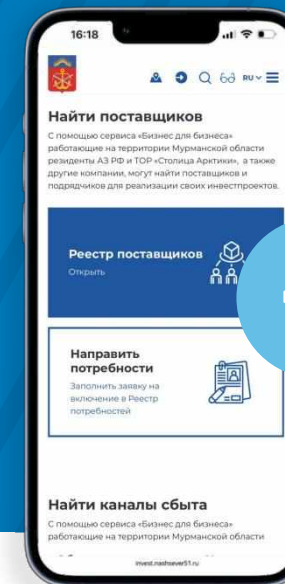 16:18
RU
Найти поставщиков
С помощью сервиса «Бизнес для бизнеса»
работающие на территории Мурманской области
резиденты АЗ РФ и ТОР «Столица Арктики», а также
другие компании, могут найти поставщиков и
подрядчиков для реализации своих инвестпроектов.
Реестр поставщиков
Открыть
Направить
потребности
Заполнить заявку на
включение в Реестр
потребностей
Найти каналы сбыта
С помощью сервиса «Бизнес для бизнеса»
работающие на территории Мурманской области
invest.nashsever51.ru